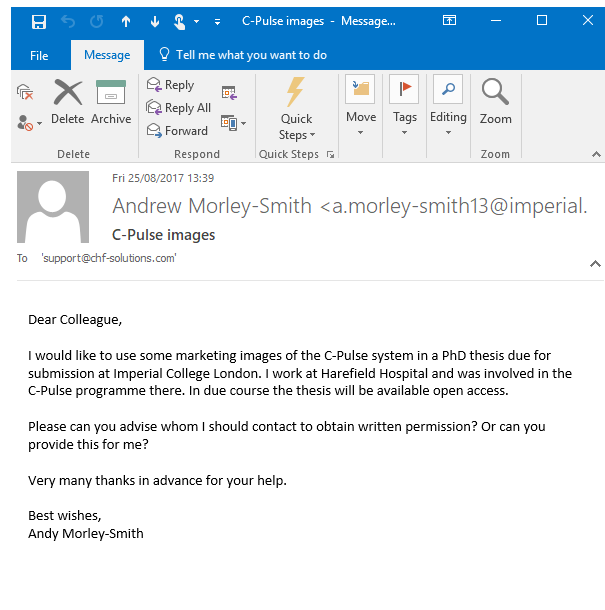 C-Pulse images - Message...
File
Message
Tell me what you want to do
Delete
Archive
Reply
Reply All
Forward
Quick
Steps
Move
Tags
Editing
Zoom
Delete
Respond
Quick Steps
Zoom
Fri 25/08/2017 13:39
Andrew Morley-Smith <a.morley-smith13@imperial.
C-Pulse images
To 'support@chf-solutions.com'
Dear Colleague,
I would like to use some marketing images of the C-Pulse system in a PhD thesis due for
submission at Imperial College London. I work at Harefield Hospital and was involved in the
C-Pulse programme there. In due course the thesis will be available open access.
Please can you advise whom I should contact to obtain written permission? Or can you
provide this for me?
Very many thanks in advance for your help.
Best wishes,
Andy Morley-Smith